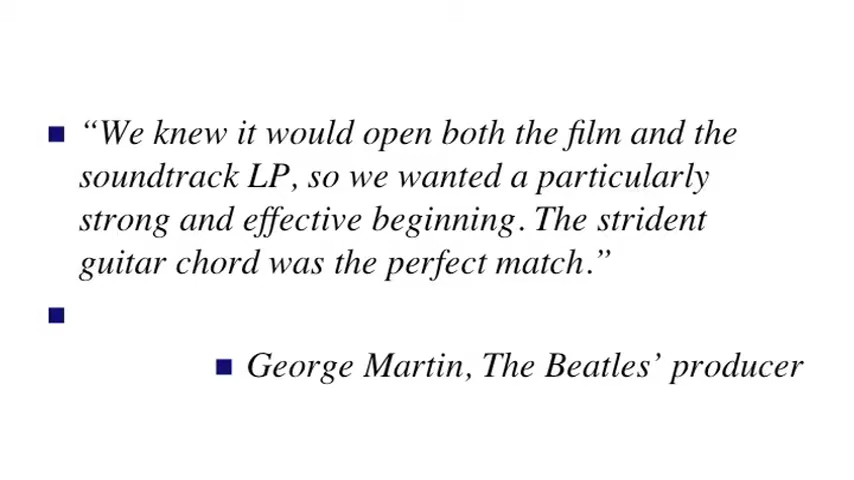 “We knew it would open both the film and the
soundtrack LP, so we wanted a particularly
strong and effective beginning. The strident
guitar chord was the perfect match.”
George Martin, The Beatles’ producer